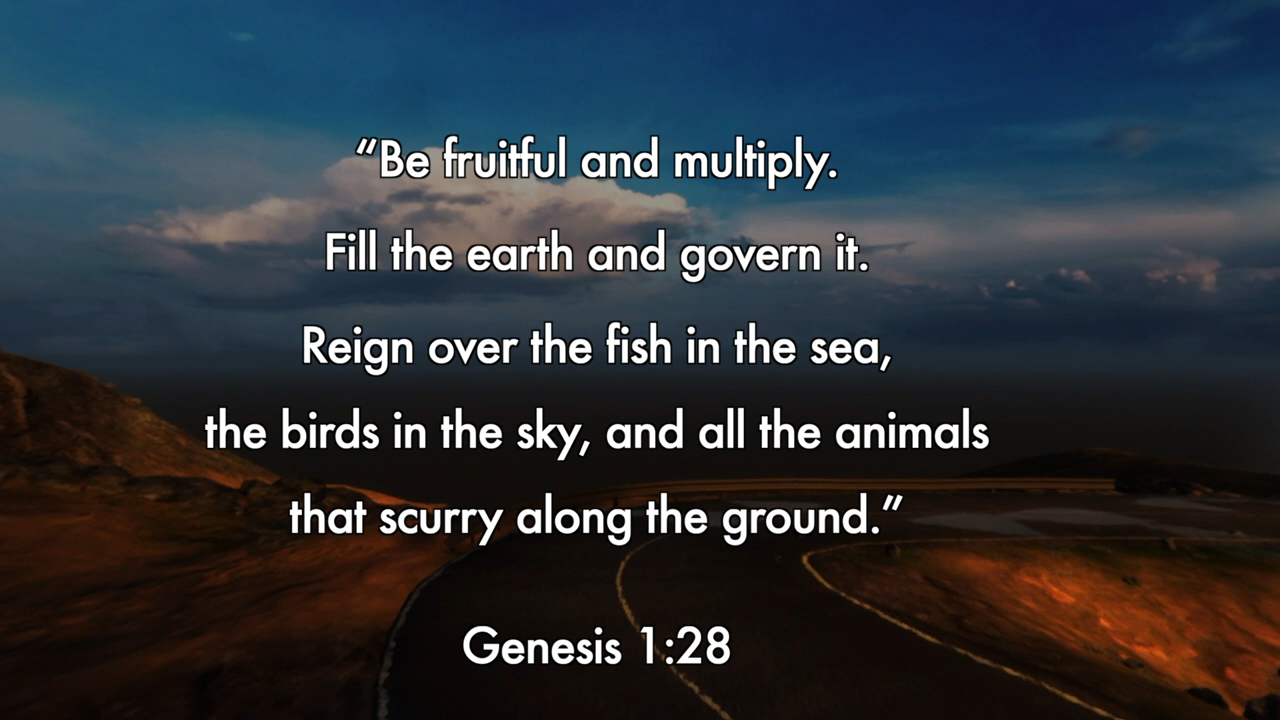 “Be fruitful and multiply.
Fill the earth and govern it.
Reign over the fish in the sea,
the birds in the sky, and all the animals
that scurry along the ground.”
Genesis 1:28